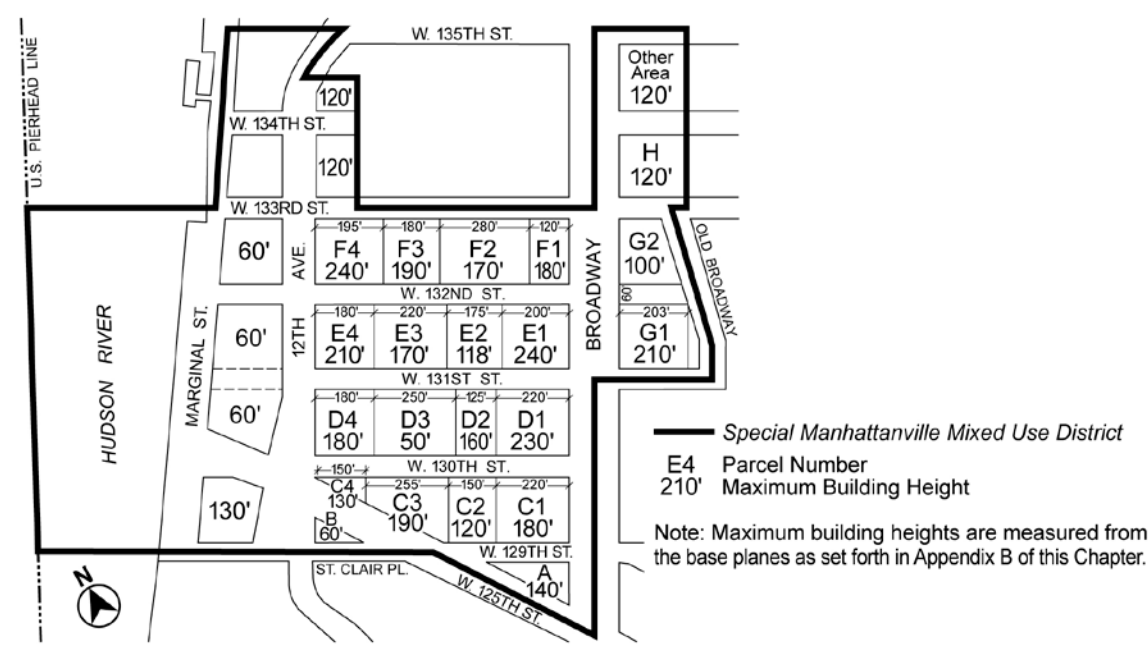 W. 135TH ST.
U.S. PIERHEAD LINE
Other
Area
120'
120'
W. 134TH ST.
120'
H
120'
W. 133RD ST.
60'
12TH AVE.
195'
180'
280'
120'
F4
240'
F3
190'
F2
170'
F1
180'
BROADWAY
G2
100'
OLD BROADWAY
W. 132ND ST.
60'
HUDSON RIVER
MARGINAL ST.
60'
60'
180'
220'
175'
200'
E4
210'
E3
170'
E2
118'
E1
240'
203'
G1
210'
W. 131ST ST.
180'
250'
125'
220'
D4
180'
D3
50'
D2
160'
D1
230'
W. 130TH ST.
130'
150'
255'
150'
220'
C4
130'
C3
190'
C2
120'
C1
180'
B
60'
W. 129TH ST.
ST. CLAIR PL.
W. 125TH ST.
A
140'
N
Special Manhattanville Mixed Use District
E4 Parcel Number
210' Maximum Building Height
Note: Maximum building heights are measured from
the base planes as set forth in Appendix B of this Chapter.